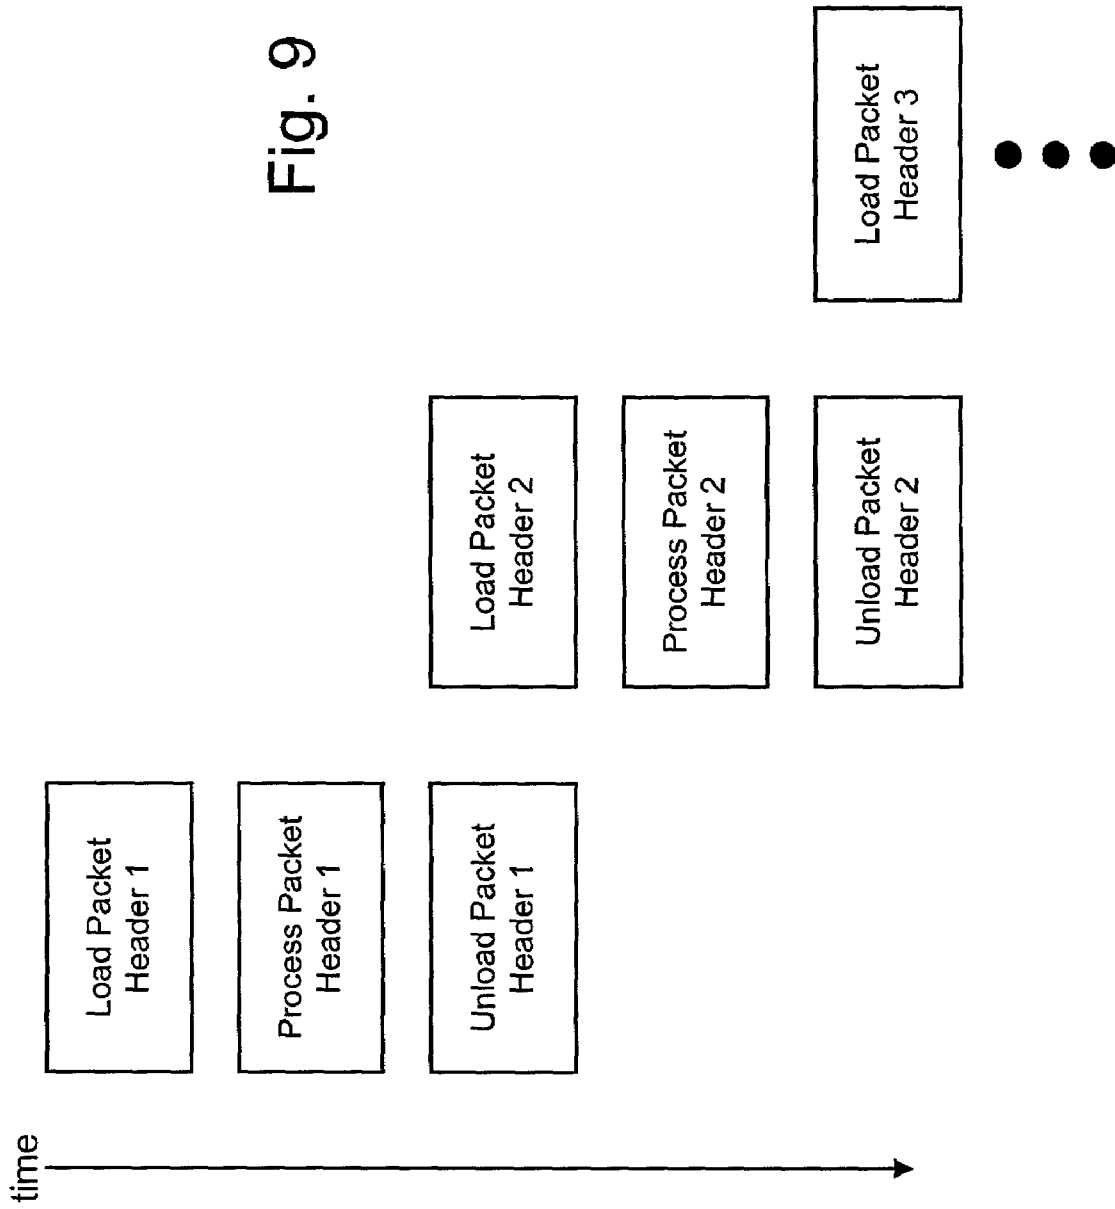 time
Load Packet
Header 1
Process Packet
Header 1
Unload Packet
Header 1
Load Packet
Header 2
Process Packet
Header 2
Unload Packet
Header 2
Load Packet
Header 3
Fig. 9